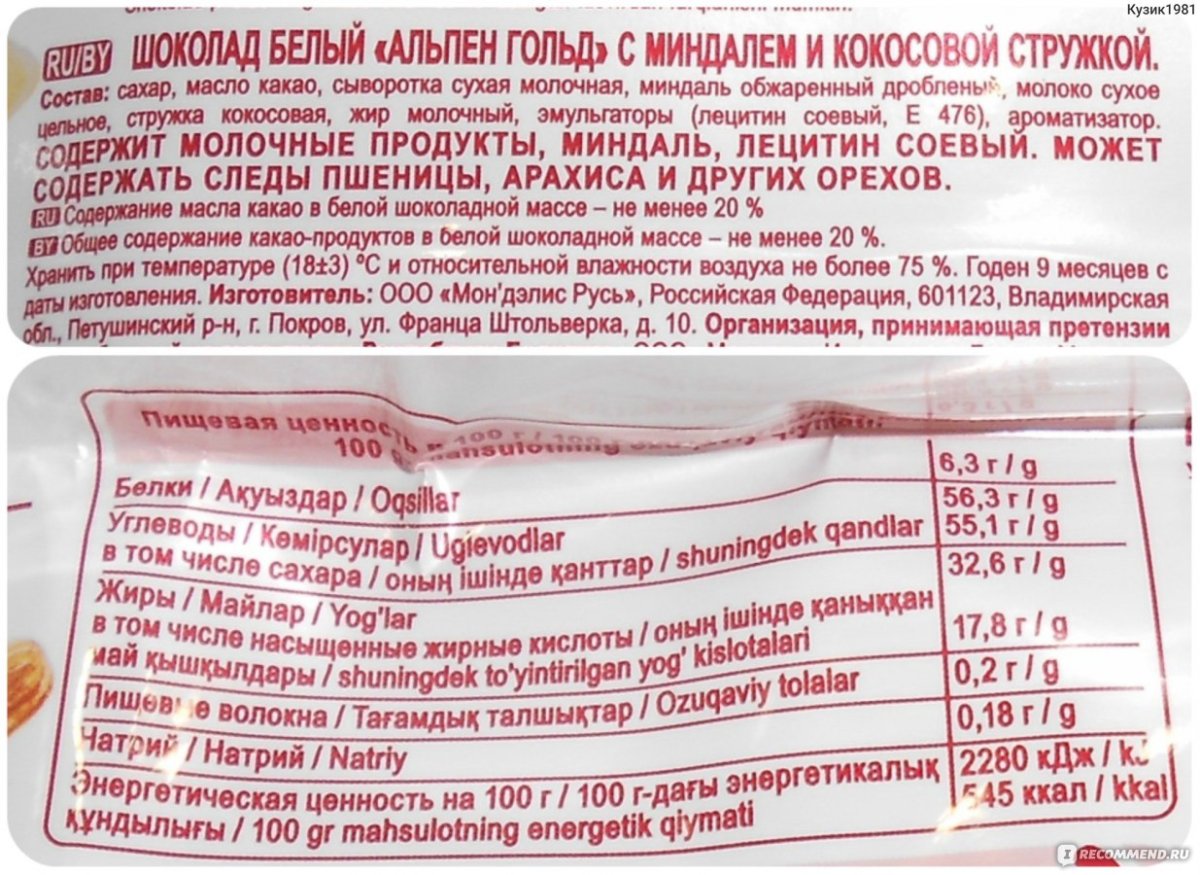 Кузик1981
RU/BY ШОКОЛАД БЕЛЫЙ «АЛЬПЕН ГОЛЬД» С МИНДАЛЕМ И КОКОСОВОЙ СТРУЖКОЙ.
Состав: сахар, масло какао, сыворотка сухая молочная, миндаль обжаренный дробленый, молоко сухое
цельное, стружка кокосовая, жир молочный, эмульгаторы (лецитин соевый, Е 476), ароматизатор.
СОДЕРЖИТ МОЛОЧНЫЕ ПРОДУКТЫ, МИНДАЛЬ, ЛЕЦИТИН СОЕВЫЙ. МОЖЕТ
СОДЕРЖАТЬ СЛЕДЫ ПШЕНИЦЫ, АРАХИСА И ДРУГИХ ОРЕХОВ.
RU Содержание масла какао в белой шоколадной массе – не менее 20 %
BY Общее содержание какао-продуктов в белой шоколадной массе – не менее 20 %.
Хранить при температуре (18±3) °С и относительной влажности воздуха не более 75 %. Годен 9 месяцев с
даты изготовления. Изготовитель: ООО «Мон'дэлис Русь», Российская Федерация, 601123, Владимирская
обл., Петушинский р-н, г. Покров, ул. Франца Штольверка, д. 10. Организация, принимающая претензии
Пищевая ценность в 100 г / 100
100 g mahsulotning qiymati:
Белки / Ақуыздар / Oqsillar 6,3 г / g
Углеводы / Көмірсулар / Uglevodlar 56,3 г / g
в том числе сахара / оның ішінде қанттар / shuningdek qandlar 55,1 г / g
Жиры / Майлар / Yog'lar 32,6 г / g
в том числе насыщенные жирные кислоты / оның ішінде қаныққан
май қышқылдары / shuningdek to'yintirilgan yog' kislotalari 17,8 г / g
Пищевые волокна / Тағамдық талшықтар / Ozuqaviy tolalar 0,2 г / g
Натрий / Натрий / Natriy 0,18 г / g
Энергетическая ценность на 100 г / 100 г-дағы энергетикалық 2280 кДж / kJ
құндылығы / 100 gr mahsulotning energetik qiymati 545 ккал / kkal
IRECOMMEND.RU